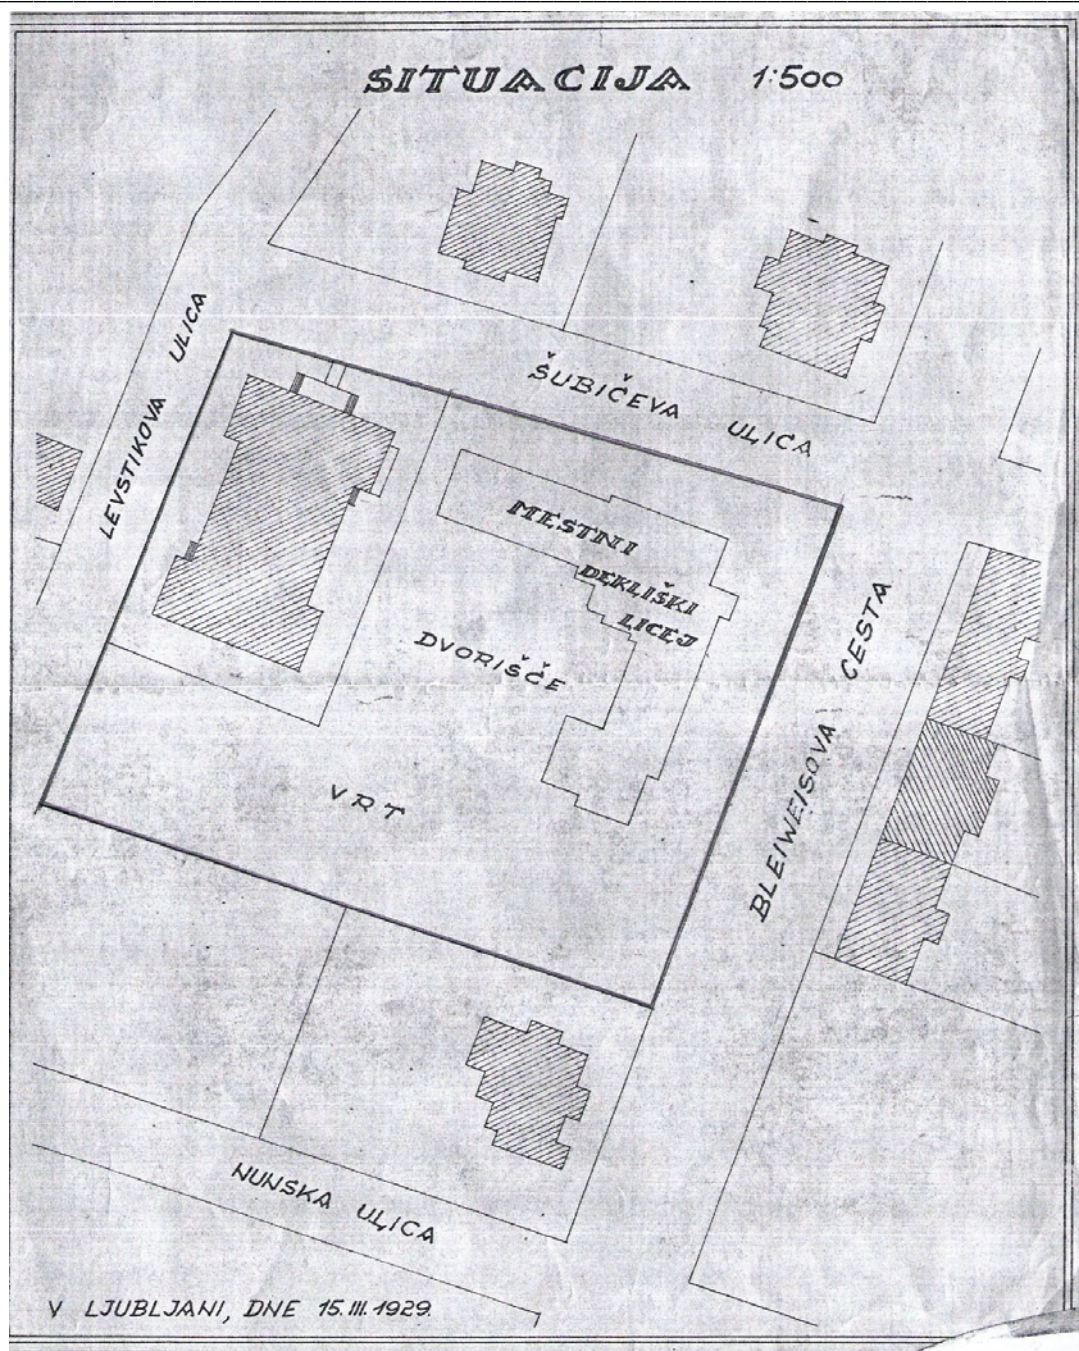 SITUACIJA 1:500
LEVSTIKOVA ULICA
ŠUBIČEVA ULICA
MESTNI
DEKLIŠKI
LICEJ
DVORIŠČE
VRT
BLEIWEISOVA CESTA
NUNSKA ULICA
V LJUBLJANI, DNE 15.III.1929.